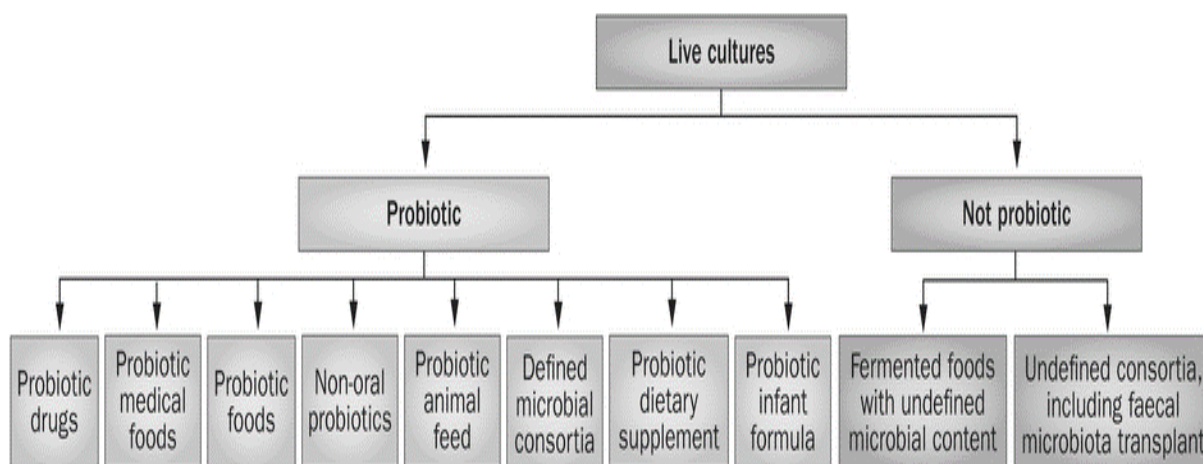 Live cultures
Probiotic
Not probiotic
Probiotic
drugs
Probiotic
medical
foods
Probiotic
foods
Non-oral
probiotics
Probiotic
animal
feed
Defined
microbial
consortia
Probiotic
dietary
supplement
Probiotic
infant
formula
Fermented foods
with undefined
microbial content
Undefined consortia,
including faecal
microbiota transplant